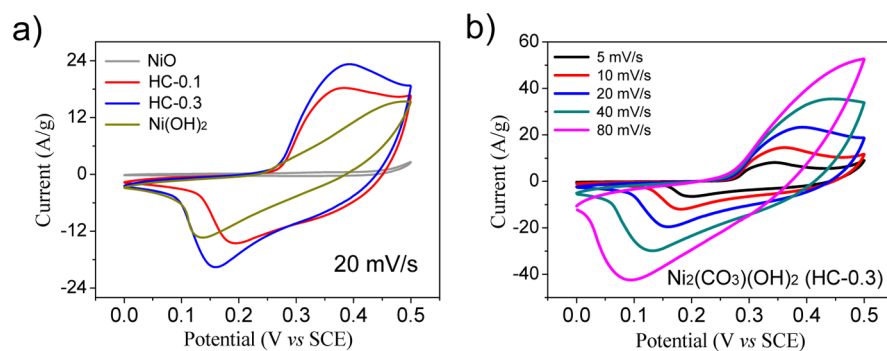 a)
24
12
0
-12
-24
Current (A/g)
NiO
HC-0.1
HC-0.3
Ni(OH)2
20 mV/s
0.0 0.1 0.2 0.3 0.4 0.5
Potential (V vs SCE)
b)
60
40
20
0
-20
-40
Current (A/g)
5 mV/s
10 mV/s
20 mV/s
40 mV/s
80 mV/s
Ni2(CO3)(OH)2 (HC-0.3)
0.0 0.1 0.2 0.3 0.4 0.5
Potential (V vs SCE)